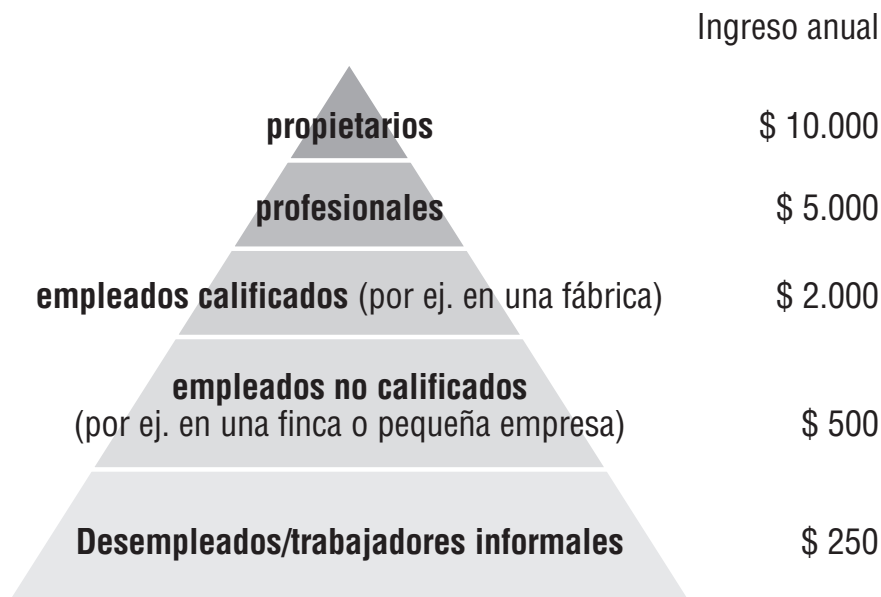 Ingreso anual
propietarios $ 10.000
profesionales $ 5.000
empleados calificados (por ej. en una fábrica) $ 2.000
empleados no calificados
(por ej. en una finca o pequeña empresa) $ 500
Desempleados/trabajadores informales $ 250